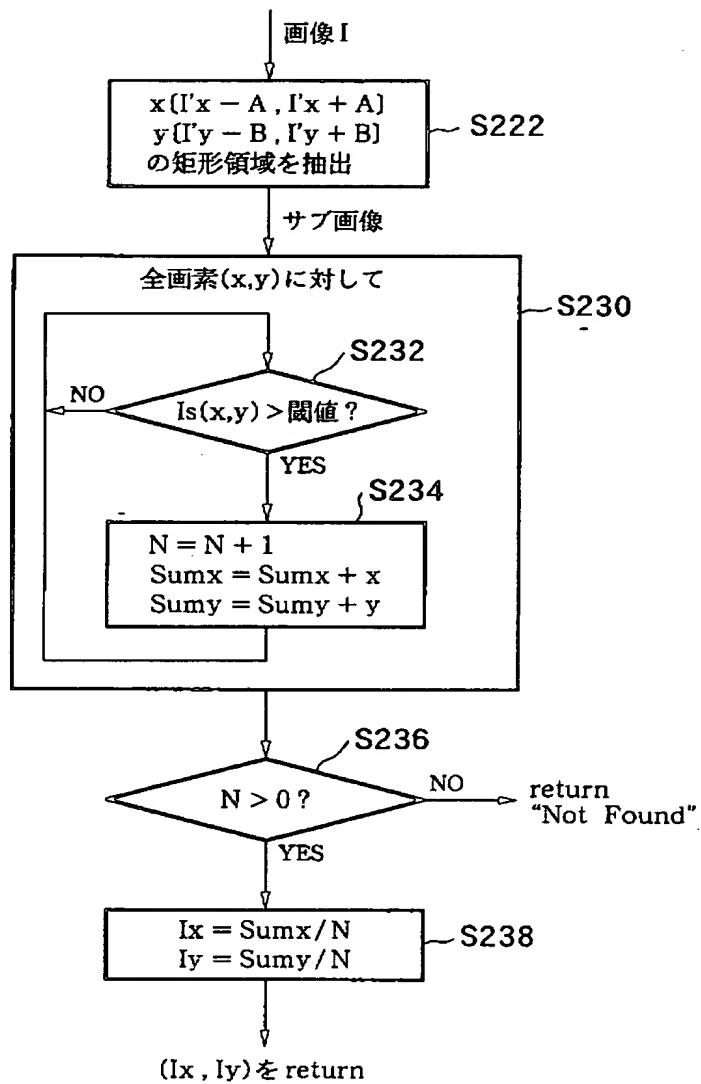 画像I
x[I'x − A , I'x + A]
y[I'y − B , I'y + B]
の矩形領域を抽出
S222
サブ画像
全画素(x,y)に対して
S230
S232
NO
Is(x,y) > 閾値 ?
YES
S234
N = N + 1
Sumx = Sumx + x
Sumy = Sumy + y
S236
N > 0 ?
NO
return
"Not Found"
YES
Ix = Sumx / N
Iy = Sumy / N
S238
(Ix , Iy)を return